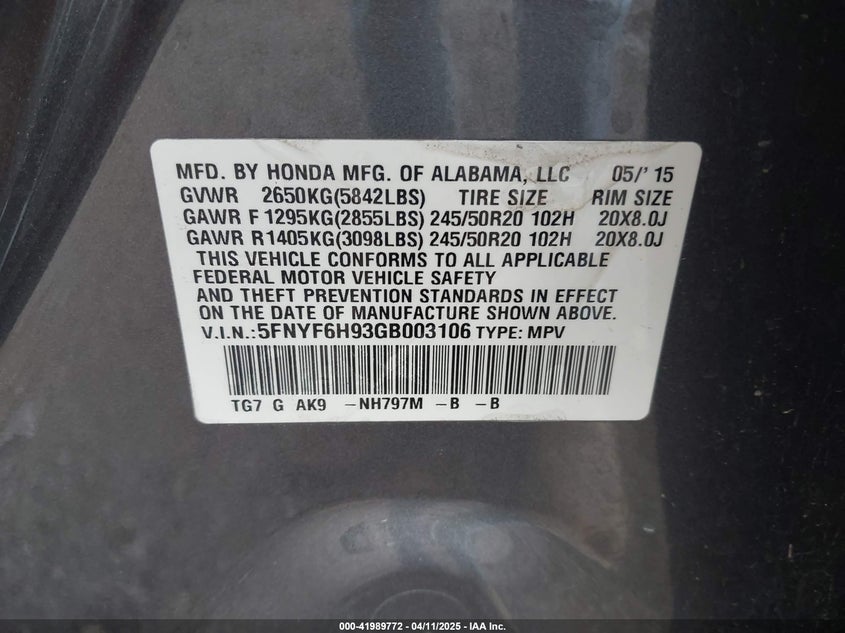 MFD. BY HONDA MFG. OF ALABAMA, LLC 05/' 15
GVWR 2650KG(5842LBS) TIRE SIZE RIM SIZE
GAWR F 1295KG(2855LBS) 245/50R20 102H 20X8.0J
GAWR R1405KG(3098LBS) 245/50R20 102H 20X8.0J
THIS VEHICLE CONFORMS TO ALL APPLICABLE
FEDERAL MOTOR VEHICLE SAFETY
AND THEFT PREVENTION STANDARDS IN EFFECT
ON THE DATE OF MANUFACTURE SHOWN ABOVE.
V.I.N.:5FNYF6H93GB003106 TYPE: MPV
TG7 G AK9 -NH797M -B -B
000-41989772 - 04/11/2025 - IAA Inc.